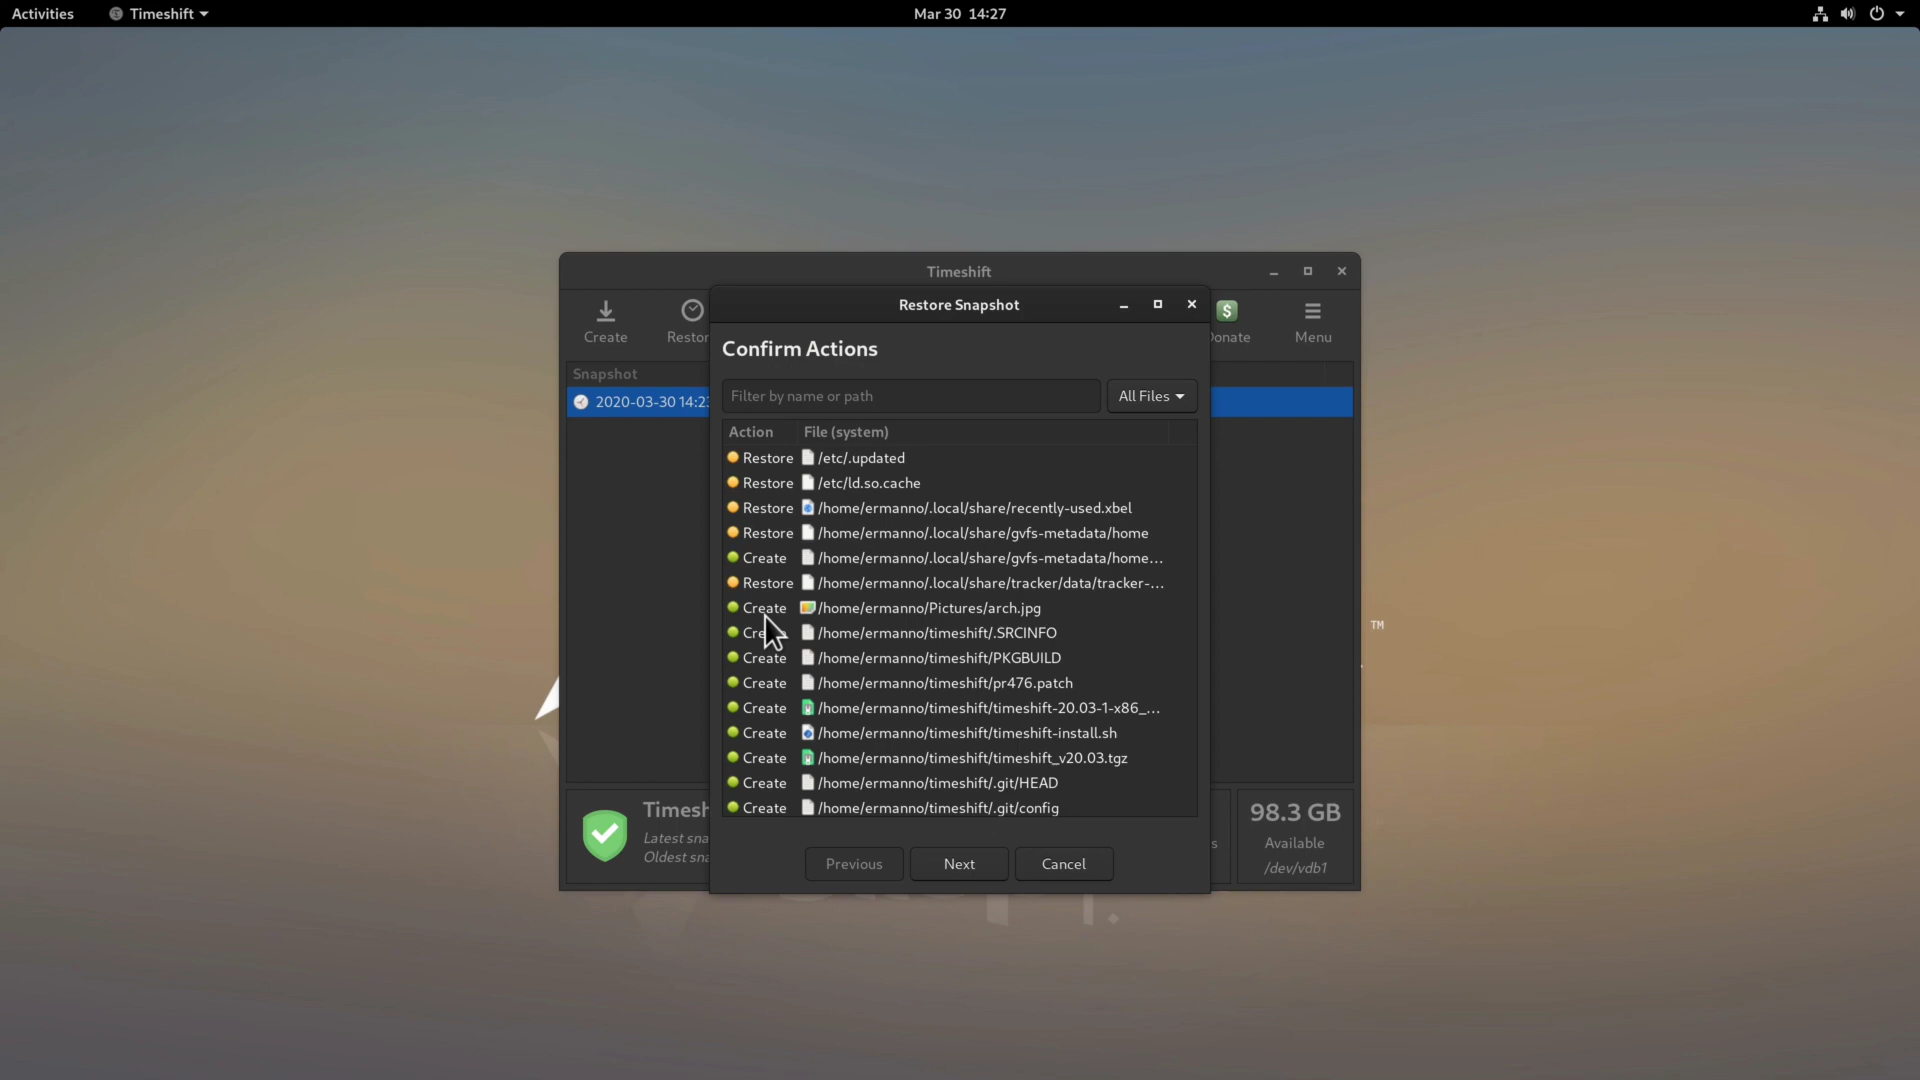 Activities Timeshift Mar 30 14:27
Timeshift
Create Restor Donate Menu
Snapshot
2020-03-30 14:23
Restore Snapshot
Confirm Actions
Filter by name or path All Files
Action File (system)
Restore /etc/.updated
Restore /etc/ld.so.cache
Restore /home/ermanno/.local/share/recently-used.xbel
Restore /home/ermanno/.local/share/gvfs-metadata/home
Create /home/ermanno/.local/share/gvfs-metadata/home...
Restore /home/ermanno/.local/share/tracker/data/tracker-...
Create /home/ermanno/Pictures/arch.jpg
Create /home/ermanno/timeshift/.SRCINFO
Create /home/ermanno/timeshift/PKGBUILD
Create /home/ermanno/timeshift/pr476.patch
Create /home/ermanno/timeshift/timeshift-20.03-1-x86_...
Create /home/ermanno/timeshift/timeshift-install.sh
Create /home/ermanno/timeshift/timeshift_v20.03.tgz
Create /home/ermanno/timeshift/.git/HEAD
Create /home/ermanno/timeshift/.git/config
Previous Next Cancel
Timesh
Latest sna
Oldest sna
s
98.3 GB
Available
/dev/vdb1
TM